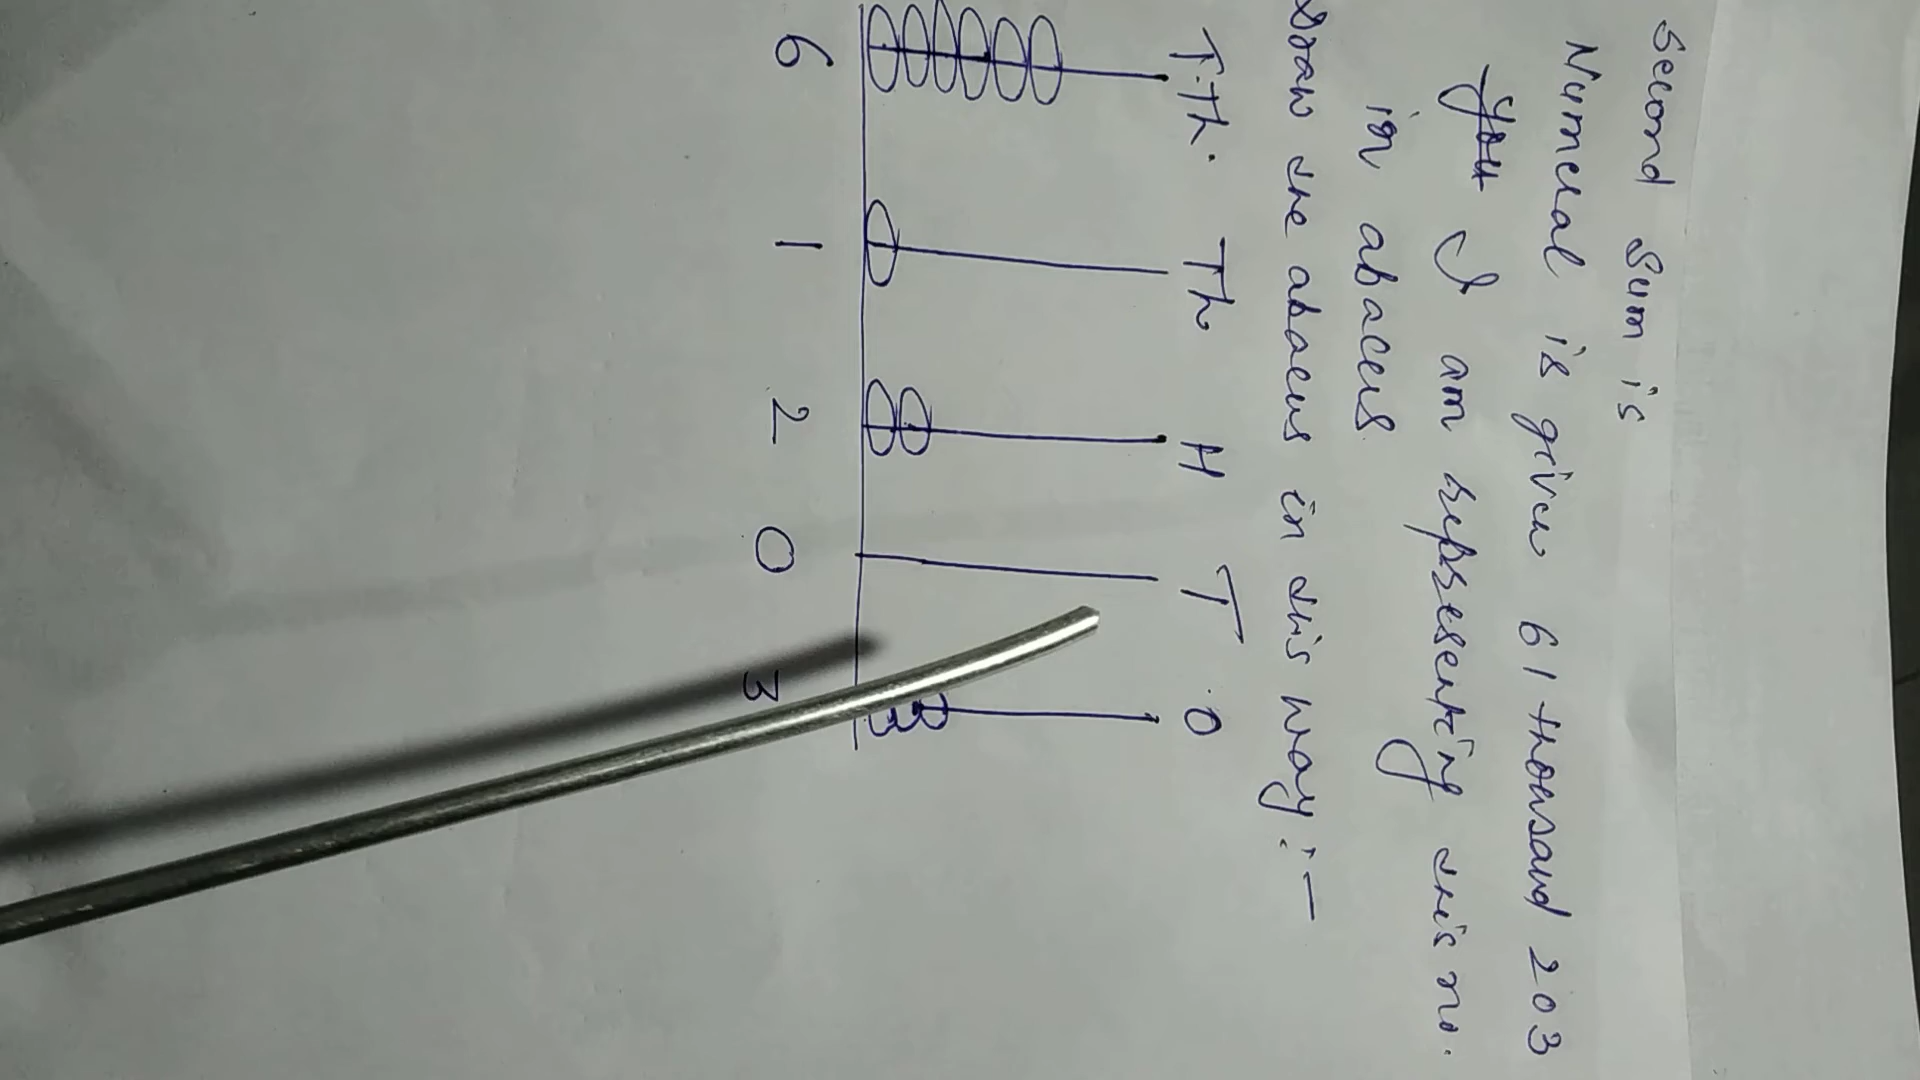 Second Sum is
Numeral is given 61 thousand 203
I am representing this no.
in abacus
Draw the abacus in this way :-
T.Th. Th H T O
6 1 2 0 3